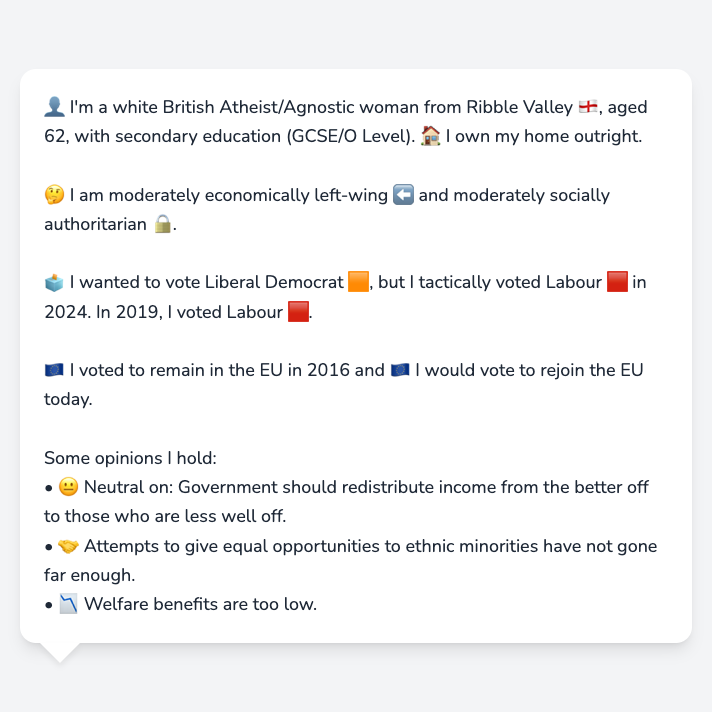 👤 I'm a white British Atheist/Agnostic woman from Ribble Valley 🏴󠁧󠁢󠁥󠁮󠁧󠁿, aged
62, with secondary education (GCSE/O Level). 🏠 I own my home outright.
🤔 I am moderately economically left-wing ⬅️ and moderately socially
authoritarian 🔒.
🗳️ I wanted to vote Liberal Democrat 🟧, but I tactically voted Labour 🟥 in
2024. In 2019, I voted Labour 🟥.
🇪🇺 I voted to remain in the EU in 2016 and 🇪🇺 I would vote to rejoin the EU
today.
Some opinions I hold:
• 😐 Neutral on: Government should redistribute income from the better off
to those who are less well off.
• 🤝 Attempts to give equal opportunities to ethnic minorities have not gone
far enough.
• 📉 Welfare benefits are too low.